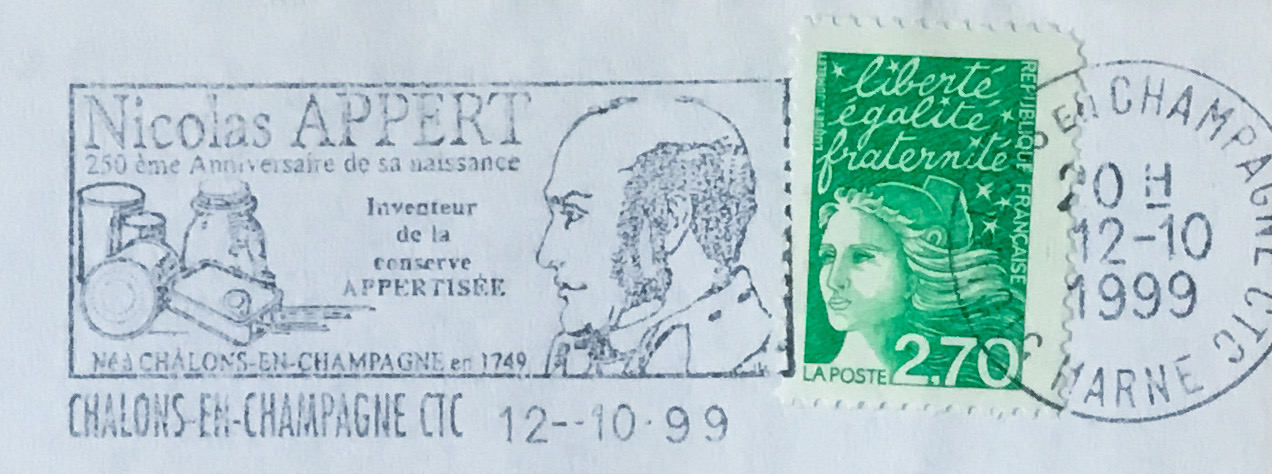 Nicolas APPERT
250 ème Anniversaire de sa naissance
Inventeur
de la
conserve
APPERTISÉE
Né à CHÂLONS-EN-CHAMPAGNE en 1749
CHALONS-EN-CHAMPAGNE CTC 12--10·99
liberté
égalité
fraternité
RÉPUBLIQUE FRANÇAISE
LA POSTE 2,70
EN CHAMPAGNE CTC
20 H
12-10
1999
MARNE